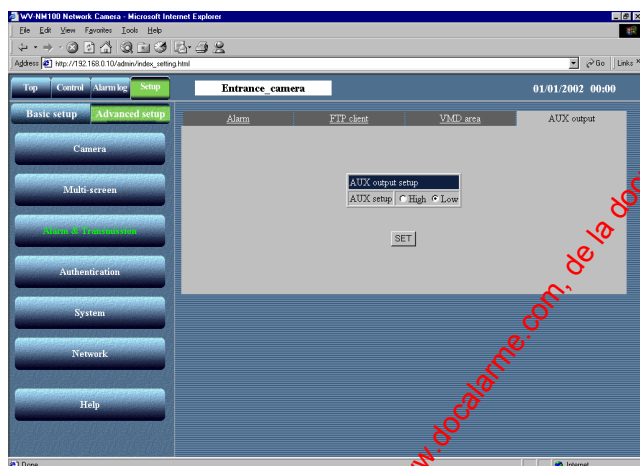 WV-NM100 Network Camera - Microsoft Internet Explorer
File Edit View Favorites Tools Help
Address http://192.168.0.10/admin/index_setting.html Go Links
Top Control Alarm log Setup Entrance_camera 01/01/2002 00:00
Basic setup Advanced setup
Alarm FTP client VMD area AUX output
Camera
Multi-screen
Alarm & Transmission
Authentication
System
Network
Help
AUX output setup
AUX setup High Low
SET
Done Internet
www.docalarme.com, de la doc